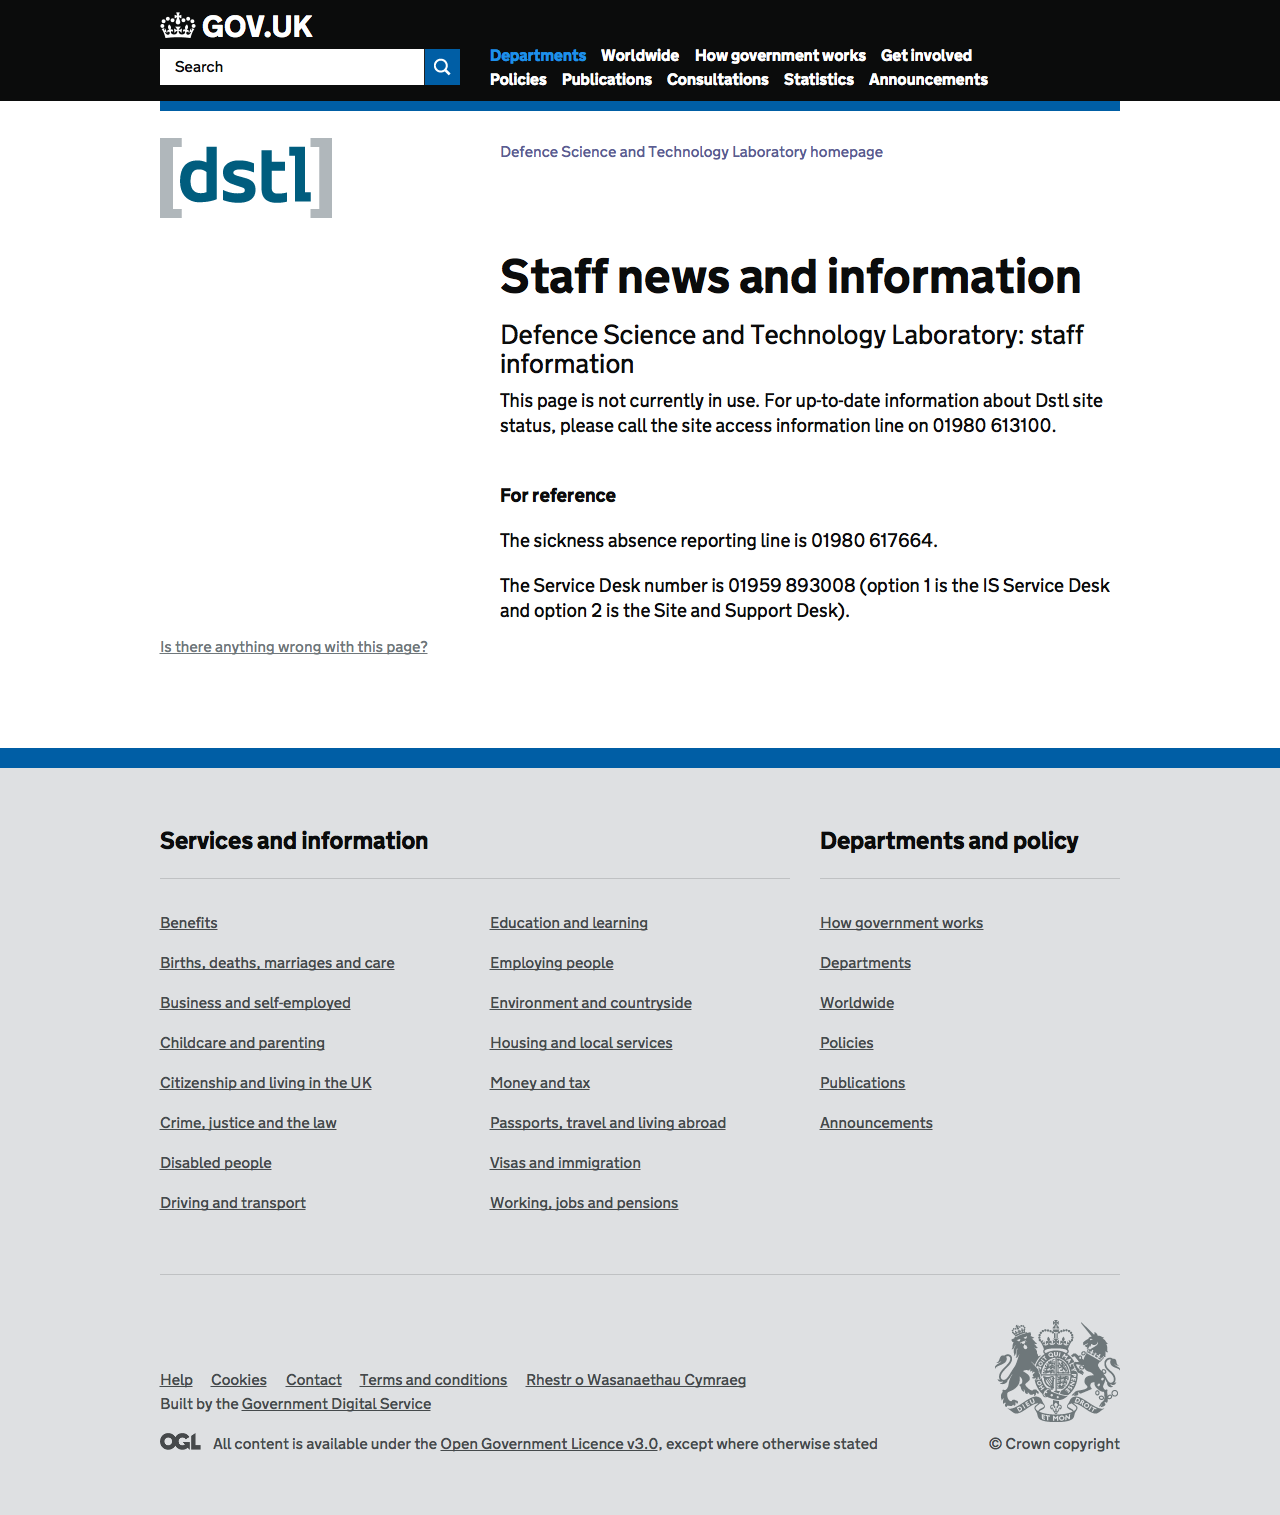 GOV.UK
Search
Departments Worldwide How government works Get involved
Policies Publications Consultations Statistics Announcements
[dstl]
Defence Science and Technology Laboratory homepage
Staff news and information
Defence Science and Technology Laboratory: staff
information
This page is not currently in use. For up-to-date information about Dstl site
status, please call the site access information line on 01980 613100.
For reference
The sickness absence reporting line is 01980 617664.
The Service Desk number is 01959 893008 (option 1 is the IS Service Desk
and option 2 is the Site and Support Desk).
Is there anything wrong with this page?
Services and information
Benefits
Births, deaths, marriages and care
Business and self-employed
Childcare and parenting
Citizenship and living in the UK
Crime, justice and the law
Disabled people
Driving and transport
Education and learning
Employing people
Environment and countryside
Housing and local services
Money and tax
Passports, travel and living abroad
Visas and immigration
Working, jobs and pensions
Departments and policy
How government works
Departments
Worldwide
Policies
Publications
Announcements
Help Cookies Contact Terms and conditions Rhestr o Wasanaethau Cymraeg
Built by the Government Digital Service
OGL All content is available under the Open Government Licence v3.0, except where otherwise stated
DIEU ET MON DROIT
© Crown copyright